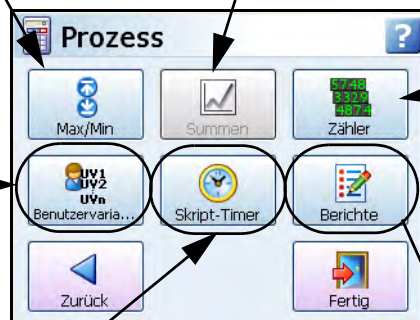 Prozess
?
Max/Min
Summen
5748
3329
4874
Zähler
UV1
UV2
UVn
Benutzervaria...
Skript-Timer
Berichte
Zurück
Fertig